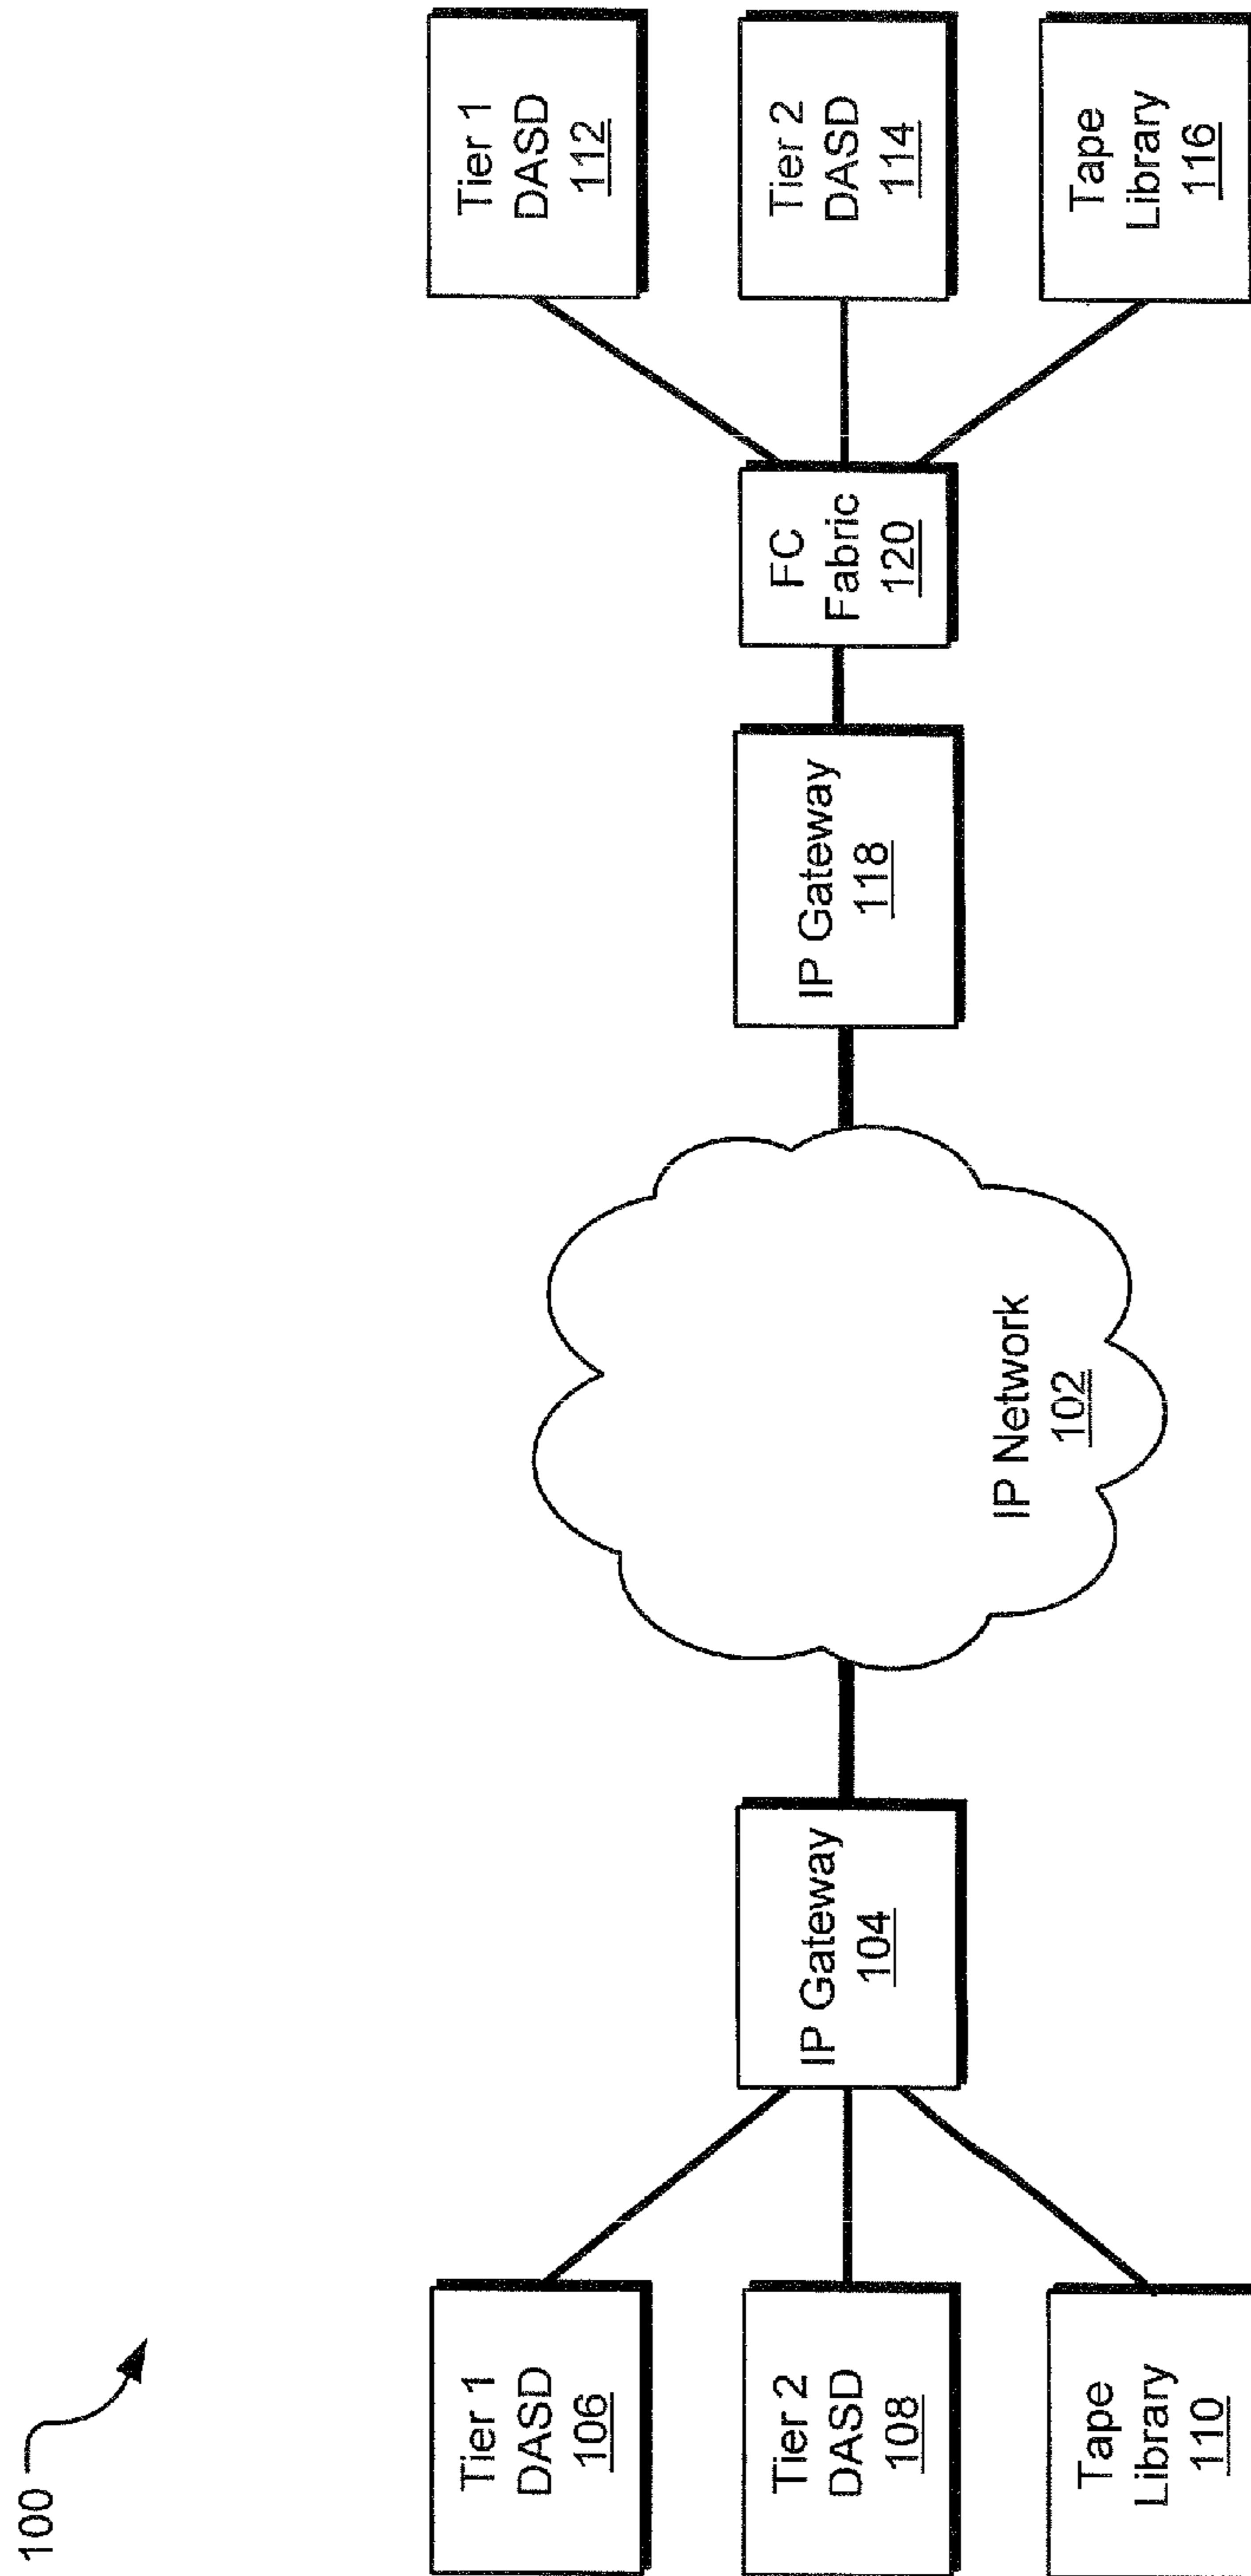 100
Tier 1
DASD
106
Tier 2
DASD
108
Tape
Library
110
IP Gateway
104
IP Network
102
IP Gateway
118
FC
Fabric
120
Tier 1
DASD
112
Tier 2
DASD
114
Tape
Library
116